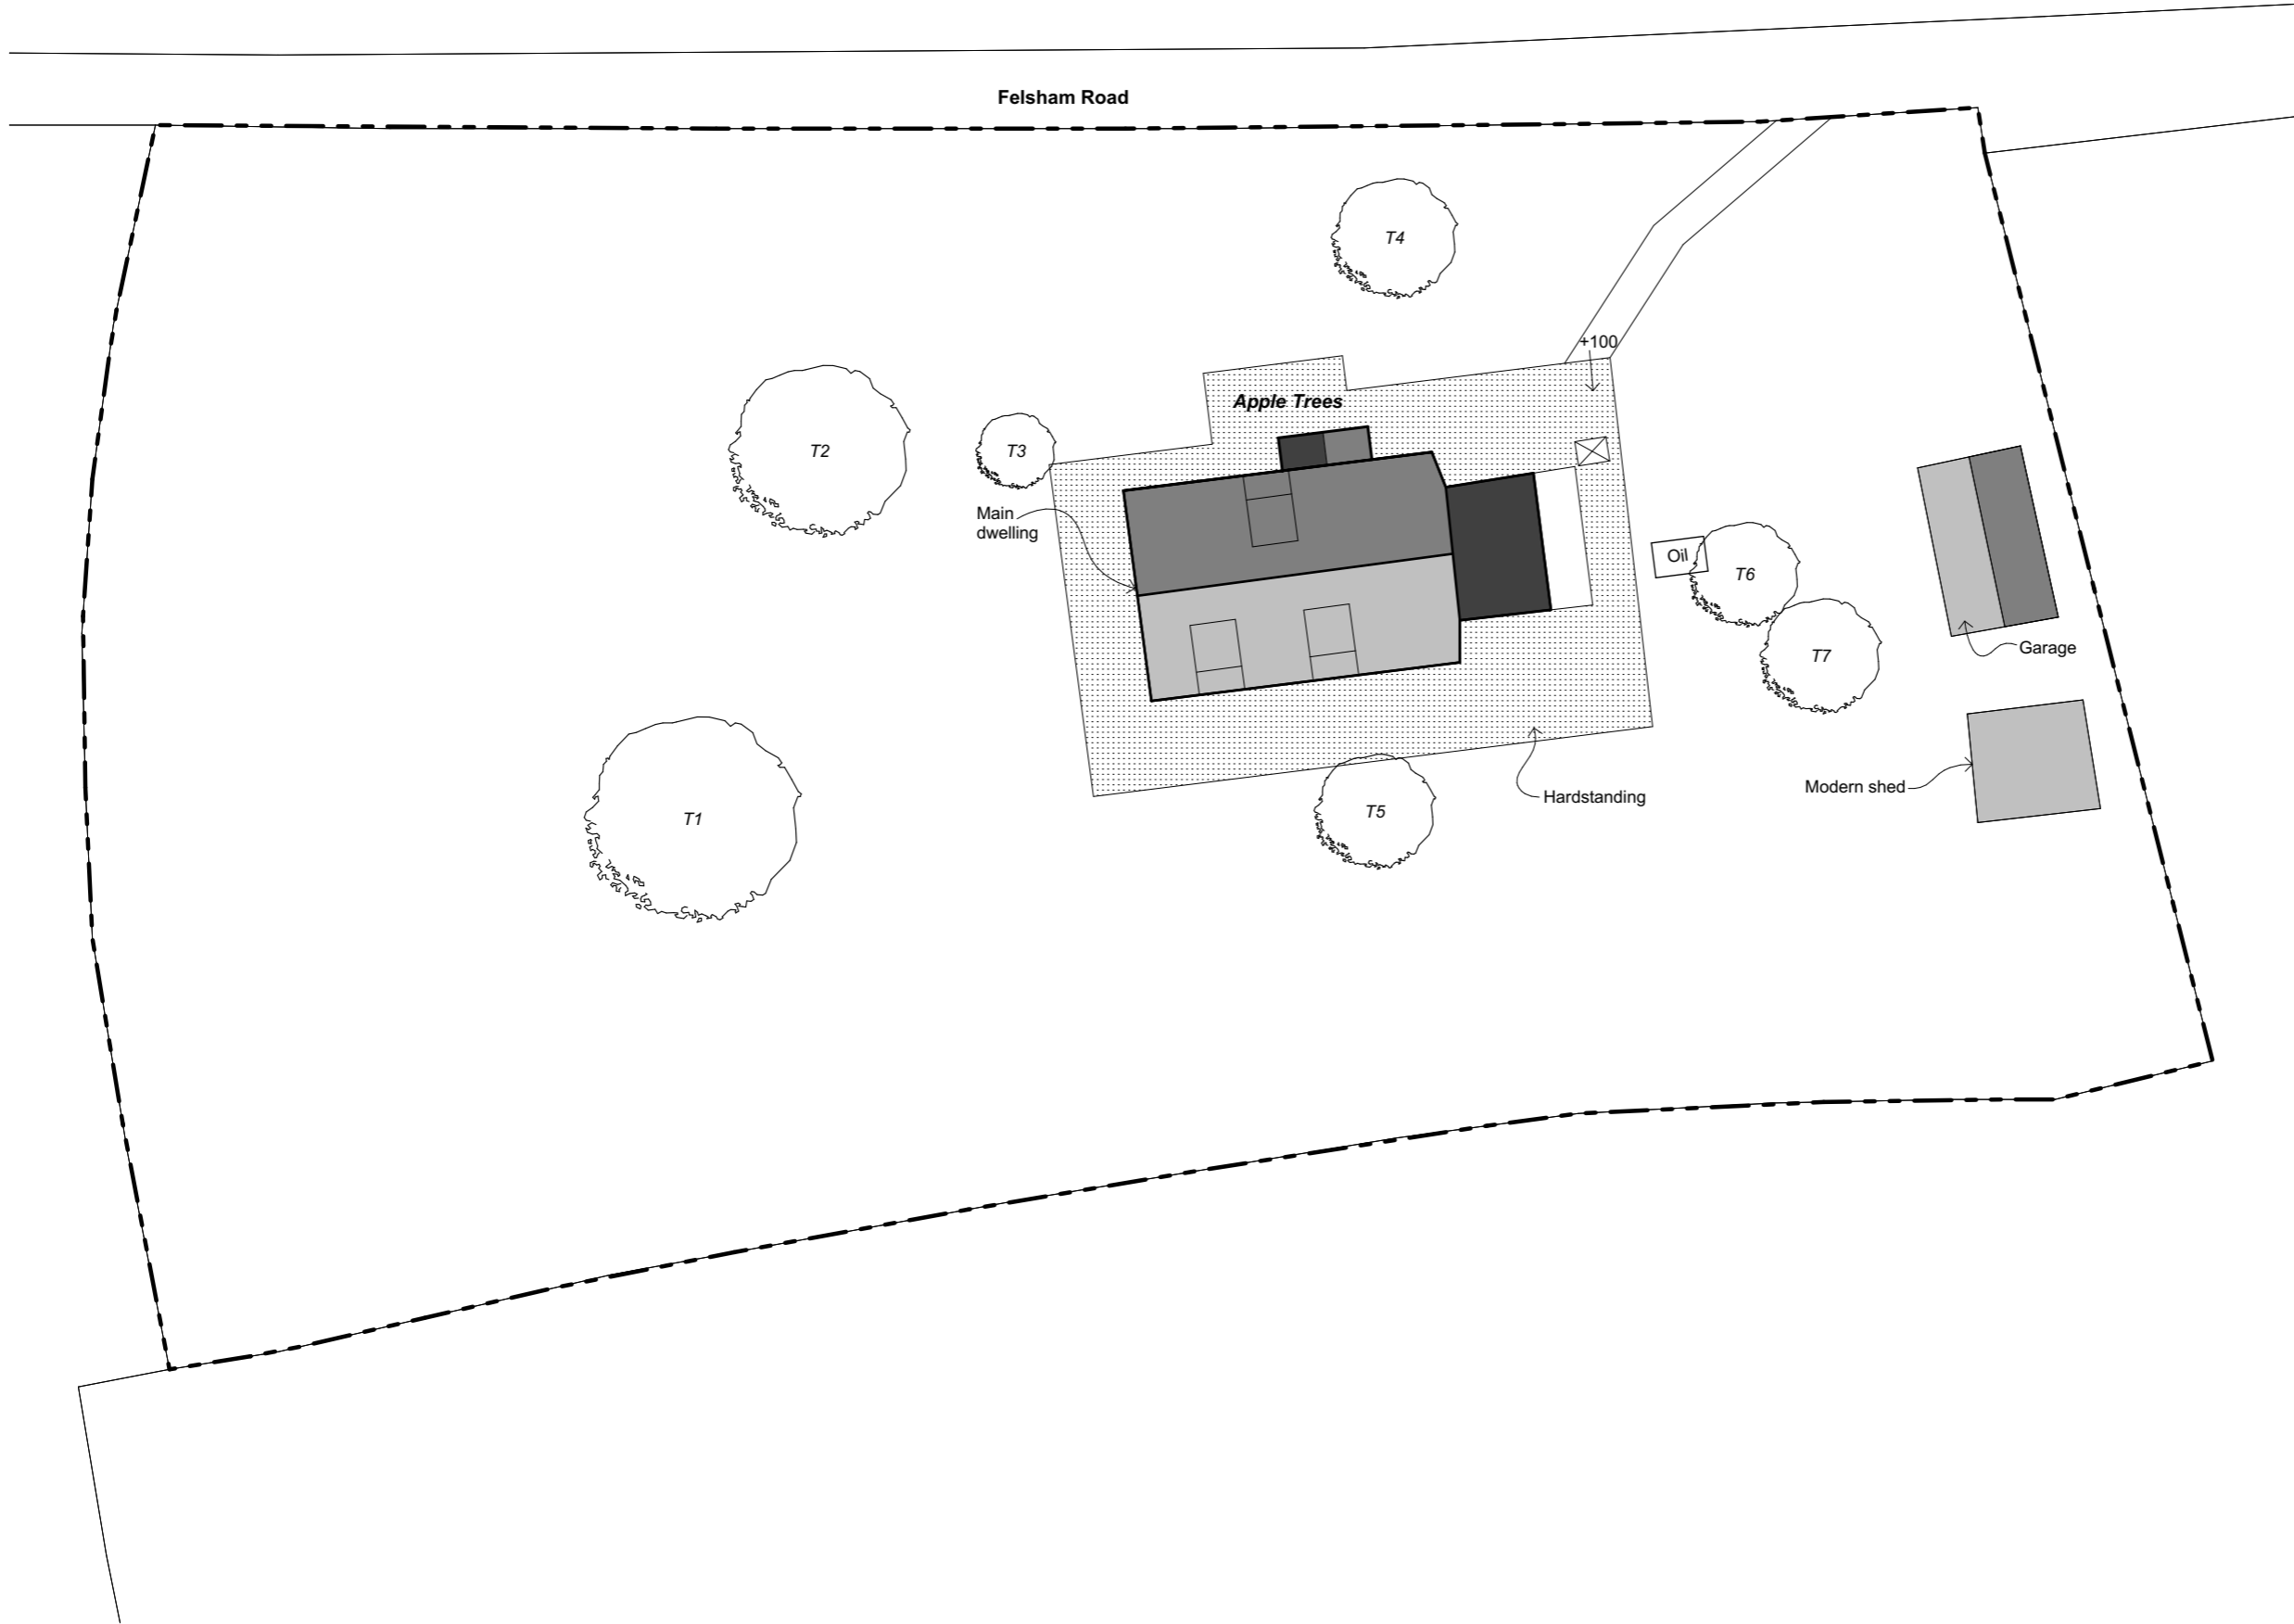 Felsham Road
T4
+100
Apple Trees
T2
T3
Main
dwelling
Oil
T6
T7
Garage
T1
T5
Hardstanding
Modern shed